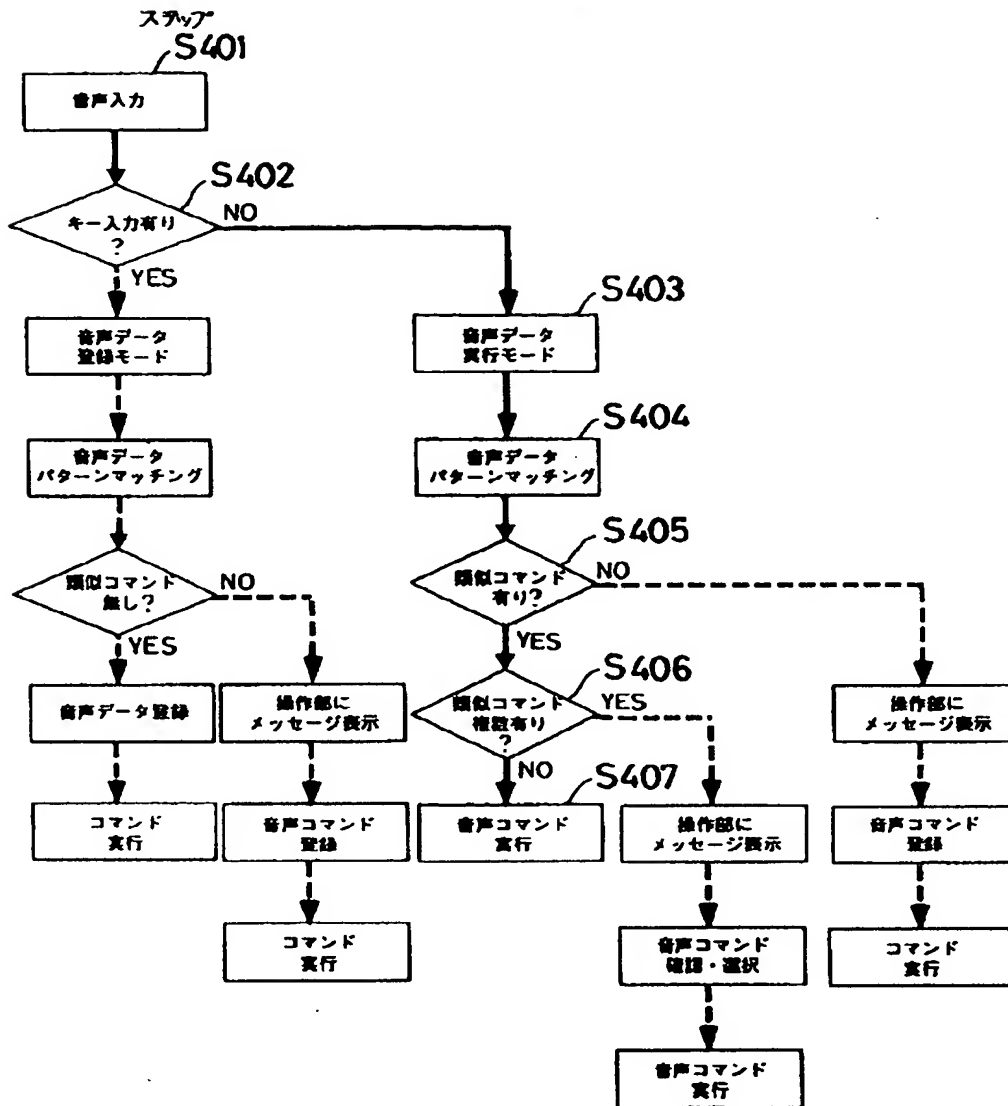 ステップ
S401
音声入力
S402
キー入力有り
?
NO
YES
S403
音声データ
登録モード
音声データ
実行モード
S404
音声データ
パターンマッチング
音声データ
パターンマッチング
S405
類似コマンド
無し?
NO
YES
類似コマンド
有り?
NO
YES
S406
類似コマンド
複数有り
?
YES
NO
音声データ登録
操作部に
メッセージ表示
操作部に
メッセージ表示
S407
コマンド
実行
音声コマンド
登録
音声コマンド
実行
操作部に
メッセージ表示
音声コマンド
登録
コマンド
実行
音声コマンド
確認・選択
コマンド
実行
音声コマンド
実行